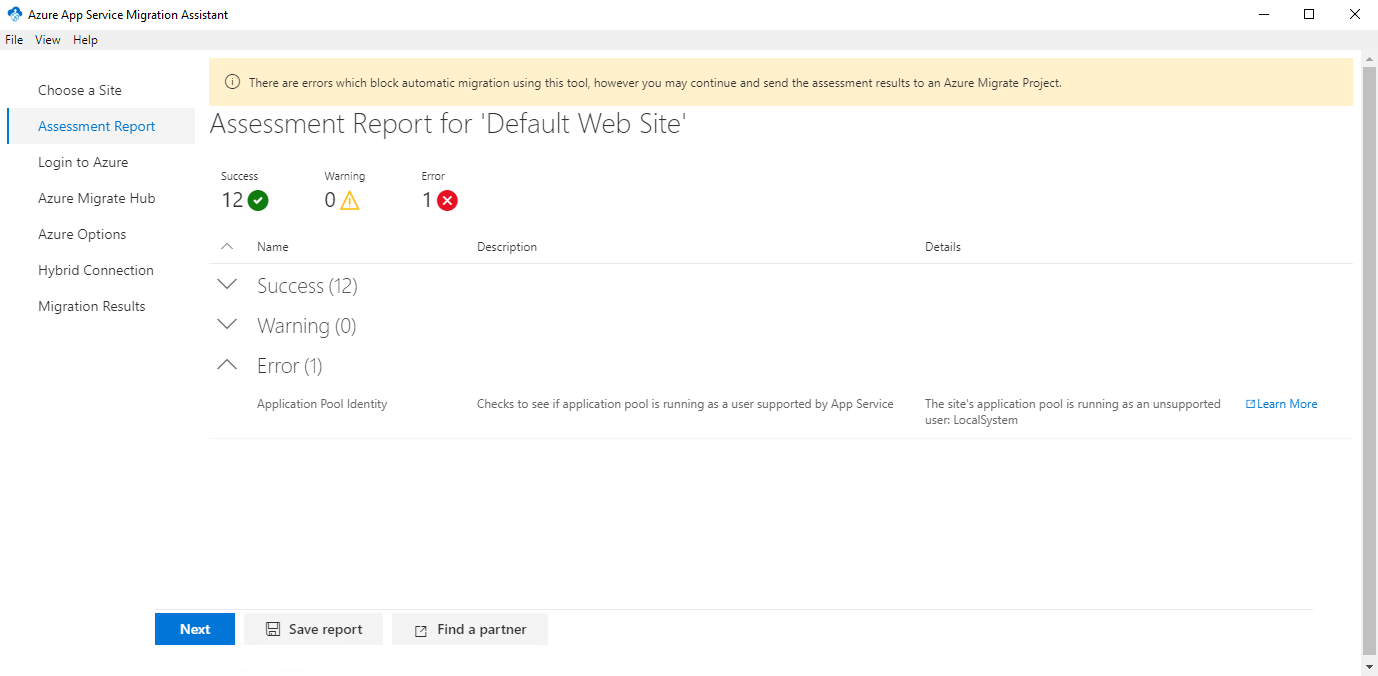 Azure App Service Migration Assistant
File View Help
Choose a Site
Assessment Report
Login to Azure
Azure Migrate Hub
Azure Options
Hybrid Connection
Migration Results
There are errors which block automatic migration using this tool, however you may continue and send the assessment results to an Azure Migrate Project.
Assessment Report for 'Default Web Site'
Success Warning Error
12 0 1
Name Description Details
Success (12)
Warning (0)
Error (1)
Application Pool Identity Checks to see if application pool is running as a user supported by App Service The site's application pool is running as an unsupported Learn More
user: LocalSystem
Next Save report Find a partner